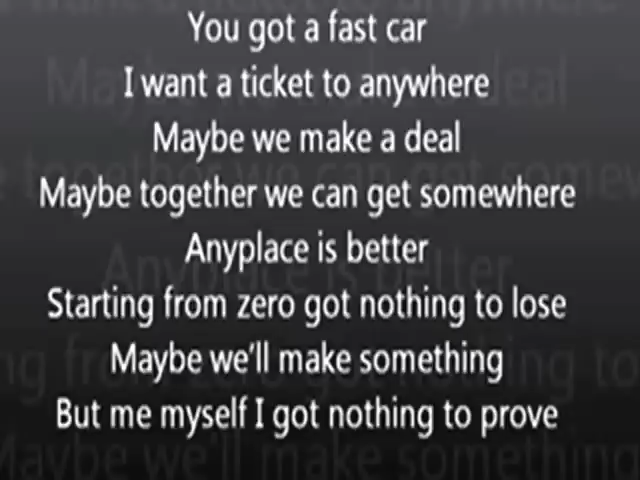 You got a fast car
I want a ticket to anywhere
Maybe we make a deal
Maybe together we can get somewhere
Anyplace is better
Starting from zero got nothing to lose
Maybe we'll make something
But me myself I got nothing to prove